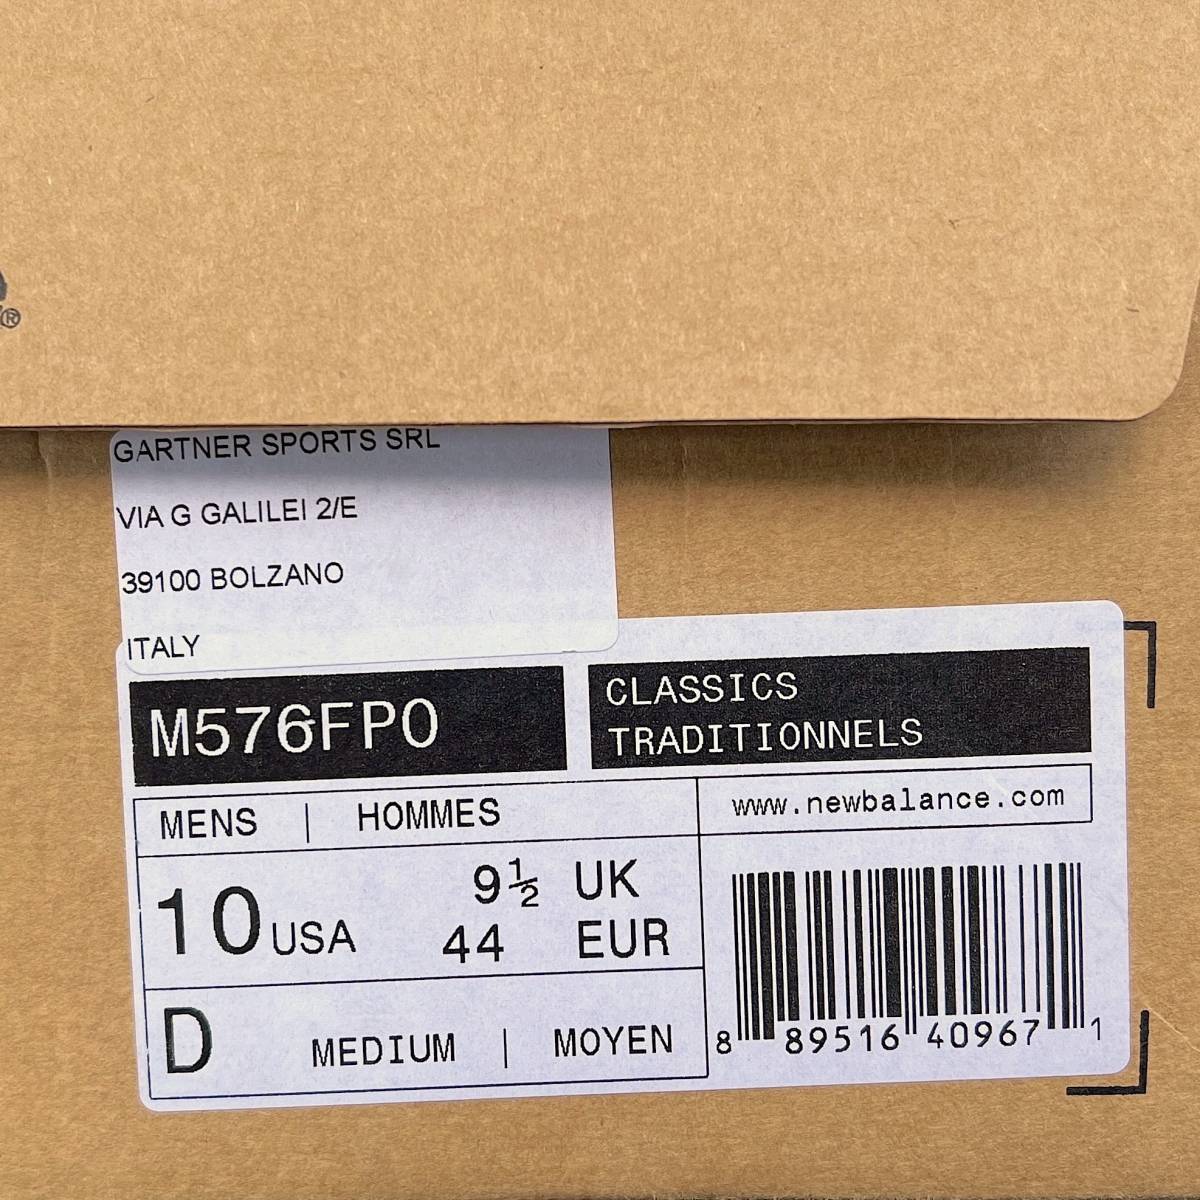 ®
GARTNER SPORTS SRL
VIA G GALILEI 2/E
39100 BOLZANO
ITALY
M576FPO
CLASSICS
TRADITIONNELS
MENS | HOMMES
www.newbalance.com
10 USA
9½ UK
44 EUR
D MEDIUM | MOYEN
8 89516 40967 1